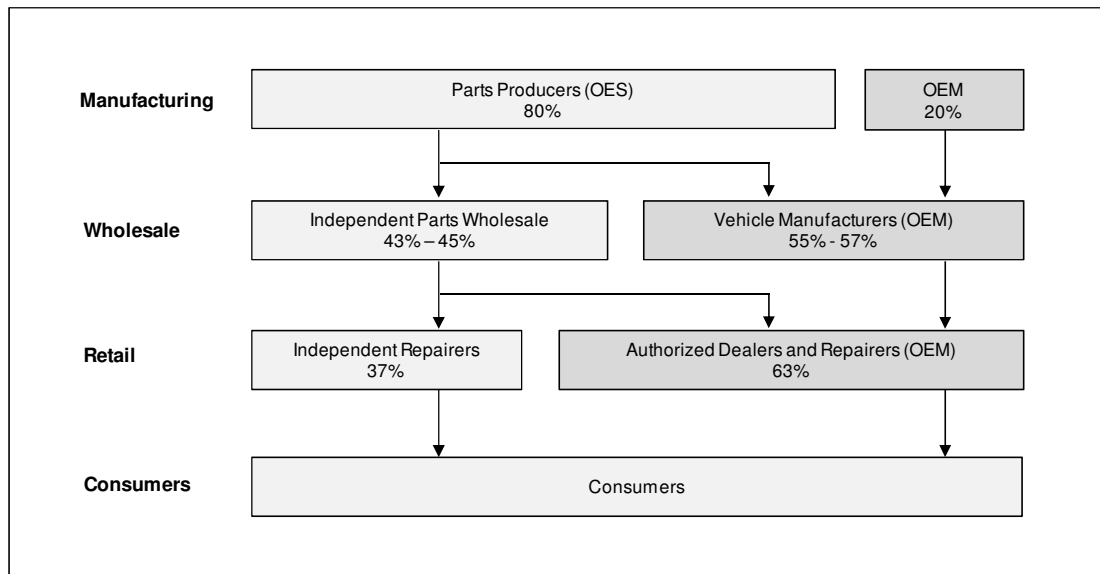 Manufacturing
Parts Producers (OES)
80%
OEM
20%
Wholesale
Independent Parts Wholesale
43% – 45%
Vehicle Manufacturers (OEM)
55% - 57%
Retail
Independent Repairers
37%
Authorized Dealers and Repairers (OEM)
63%
Consumers
Consumers